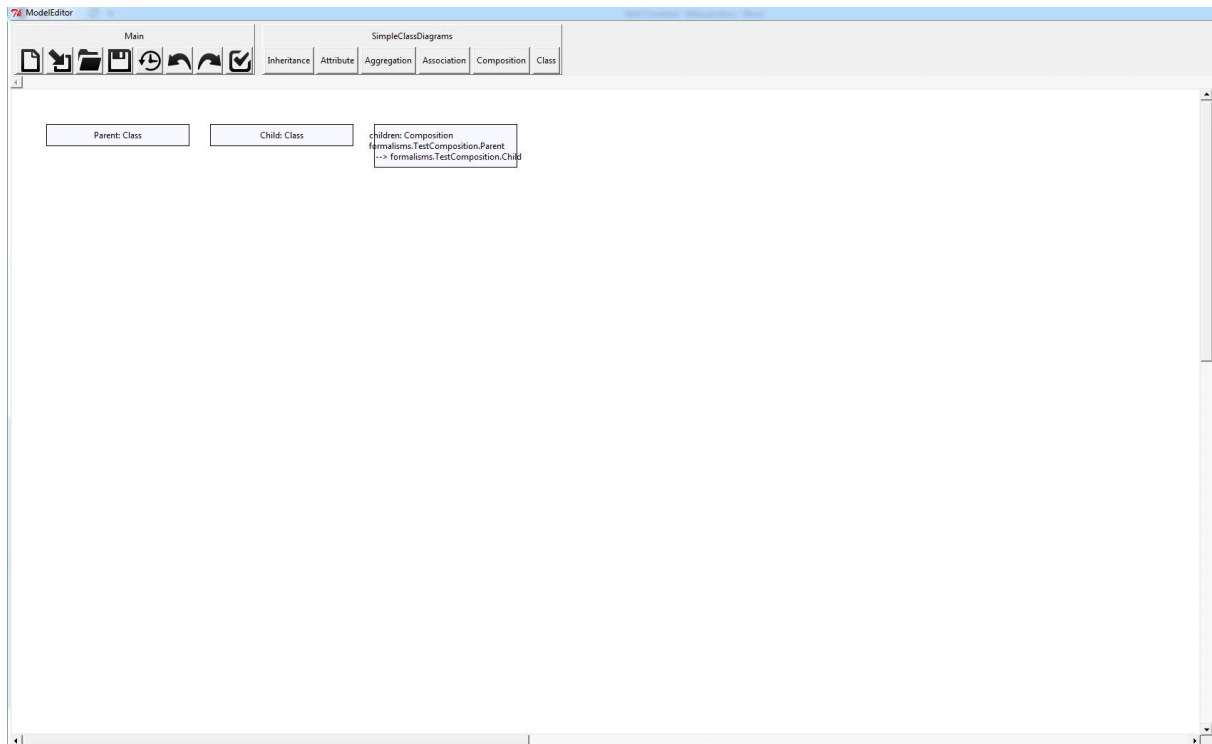 ModelEditor
Main
SimpleClassDiagrams
Inheritance
Attribute
Aggregation
Association
Composition
Class
Parent: Class
Child: Class
children: Composition
formalisms.TestComposition.Parent
--> formalisms.TestComposition.Child